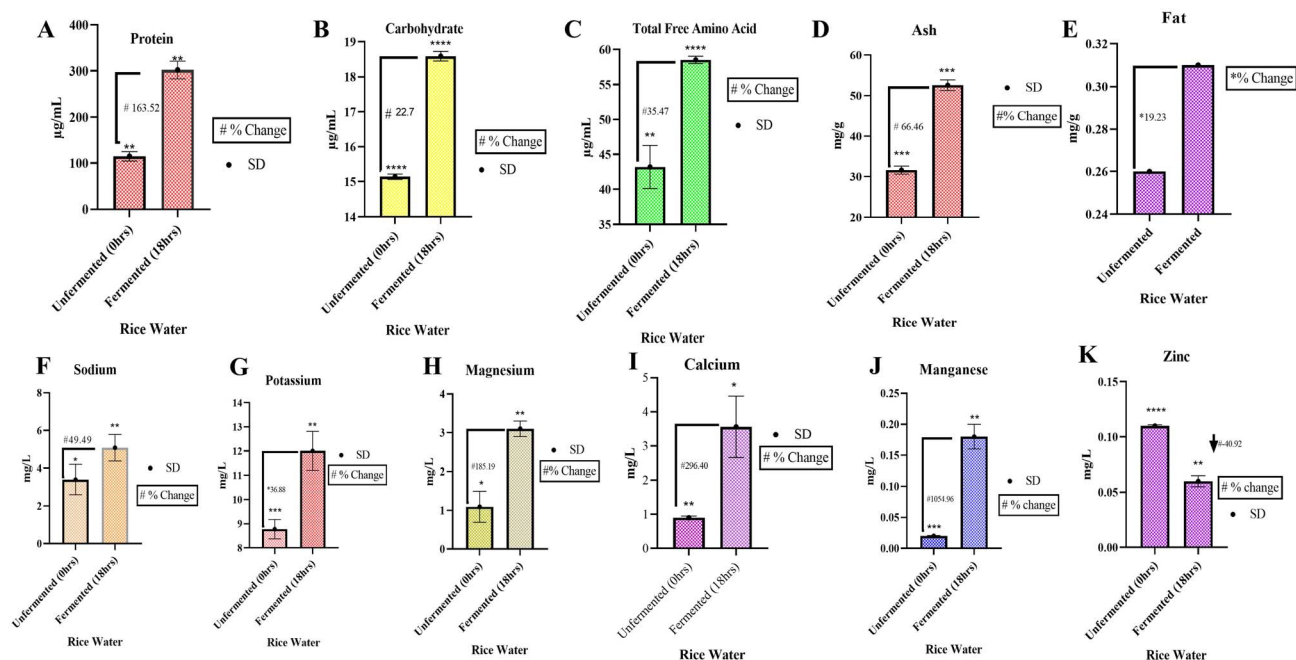 A
Protein
µg/mL
400
300
200
100
0
**
**
# 163.52
# % Change
SD
Unfermented (0hrs)
Fermented (18hrs)
Rice Water
B
Carbohydrate
µg/mL
19
18
17
16
15
14
****
****
# 22.7
# % Change
SD
Unfermented (0hrs)
Fermented (18hrs)
Rice Water
C
Total Free Amino Acid
µg/mL
60
55
50
45
40
35
**
****
#35.47
# % Change
SD
Unfermented (0hrs)
Fermented (18hrs)
Rice Water
D
Ash
mg/g
60
50
40
30
20
***
***
# 66.46
SD
#% Change
Unfermented (0hrs)
Fermented (18hrs)
Rice Water
E
Fat
mg/g
0.32
0.30
0.28
0.26
0.24
*19.23
*% Change
Unfermented
Fermented
Rice Water
F
Sodium
mg/L
8
6
4
2
0
*
**
#49.49
SD
# % Change
Unfermented (0hrs)
Fermented (18hrs)
Rice Water
G
Potassium
mg/L
14
13
12
11
10
9
8
***
**
*36.88
SD
# % Change
Unfermented (0hrs)
Fermented (18hrs)
Rice Water
H
Magnesium
mg/L
4
3
2
1
0
*
**
#185.19
SD
#% Change
Unfermented (0hrs)
Fermented (18hrs)
Rice Water
I
Calcium
mg/L
5
4
3
2
1
0
**
*
#296.40
SD
# % Change
Unfermented (0hrs)
Fermented (18hrs)
Rice Water
J
Manganese
mg/L
0.25
0.20
0.15
0.10
0.05
0.00
***
**
#1054.96
SD
# % change
Unfermented (0hrs)
Fermented (18hrs)
Rice Water
K
Zinc
mg/L
0.15
0.10
0.05
0.00
****
**
#-40.92
# % change
SD
Unfermented (0hrs)
Fermented (18hrs)
Rice Water